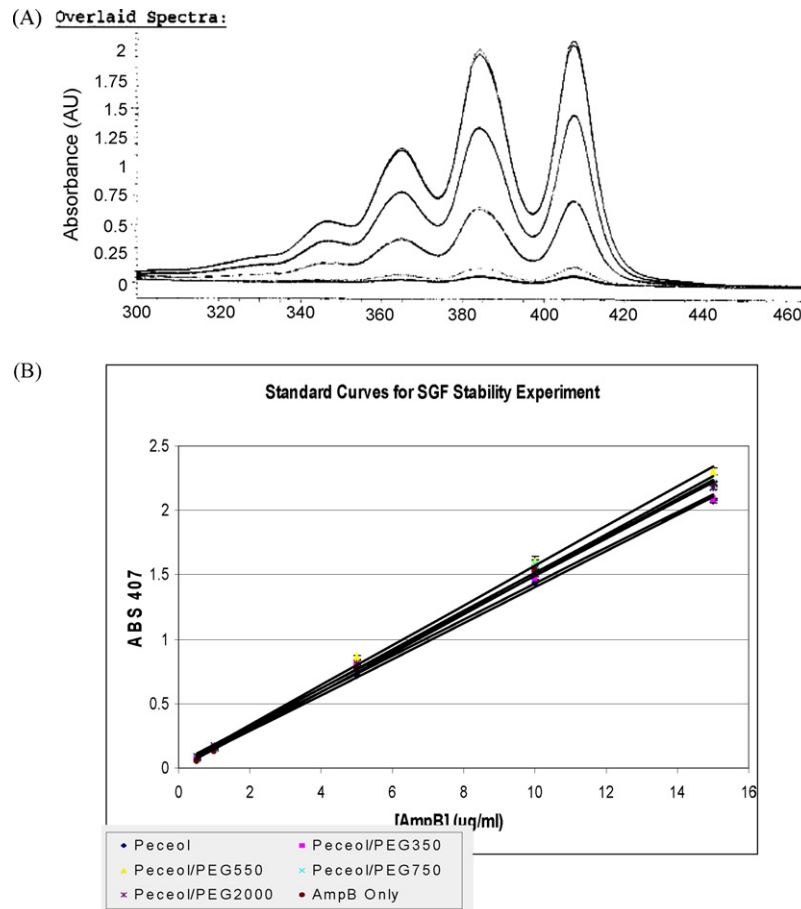 (A) Overlaid Spectra:
Absorbance (AU)
2
1.75
1.5
1.25
1
0.75
0.5
0.25
0
300 320 340 365 380 400 420 440 460
(B)
Standard Curves for SGF Stability Experiment
ABS 407
2.5
2
1.5
1
0.5
0
0 2 4 6 8 10 12 14 16
[AmpB] (ug/ml)
Peceol Peceol/PEG350
Peceol/PEG550 Peceol/PEG750
Peceol/PEG2000 AmpB Only